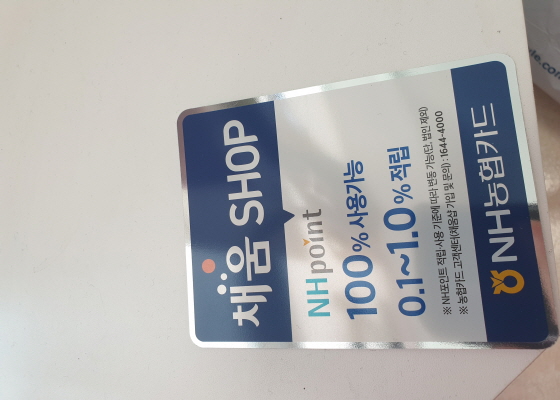 채움 SHOP
NHpoint
100% 사용가능
0.1~1.0% 적립
※ NH포인트 적립·사용 기준에 따라 변동 가능(단, 법인 제외)
※ 농협카드 고객센터(채움샵 가입 및 문의) : 1644-4000
NH농협카드